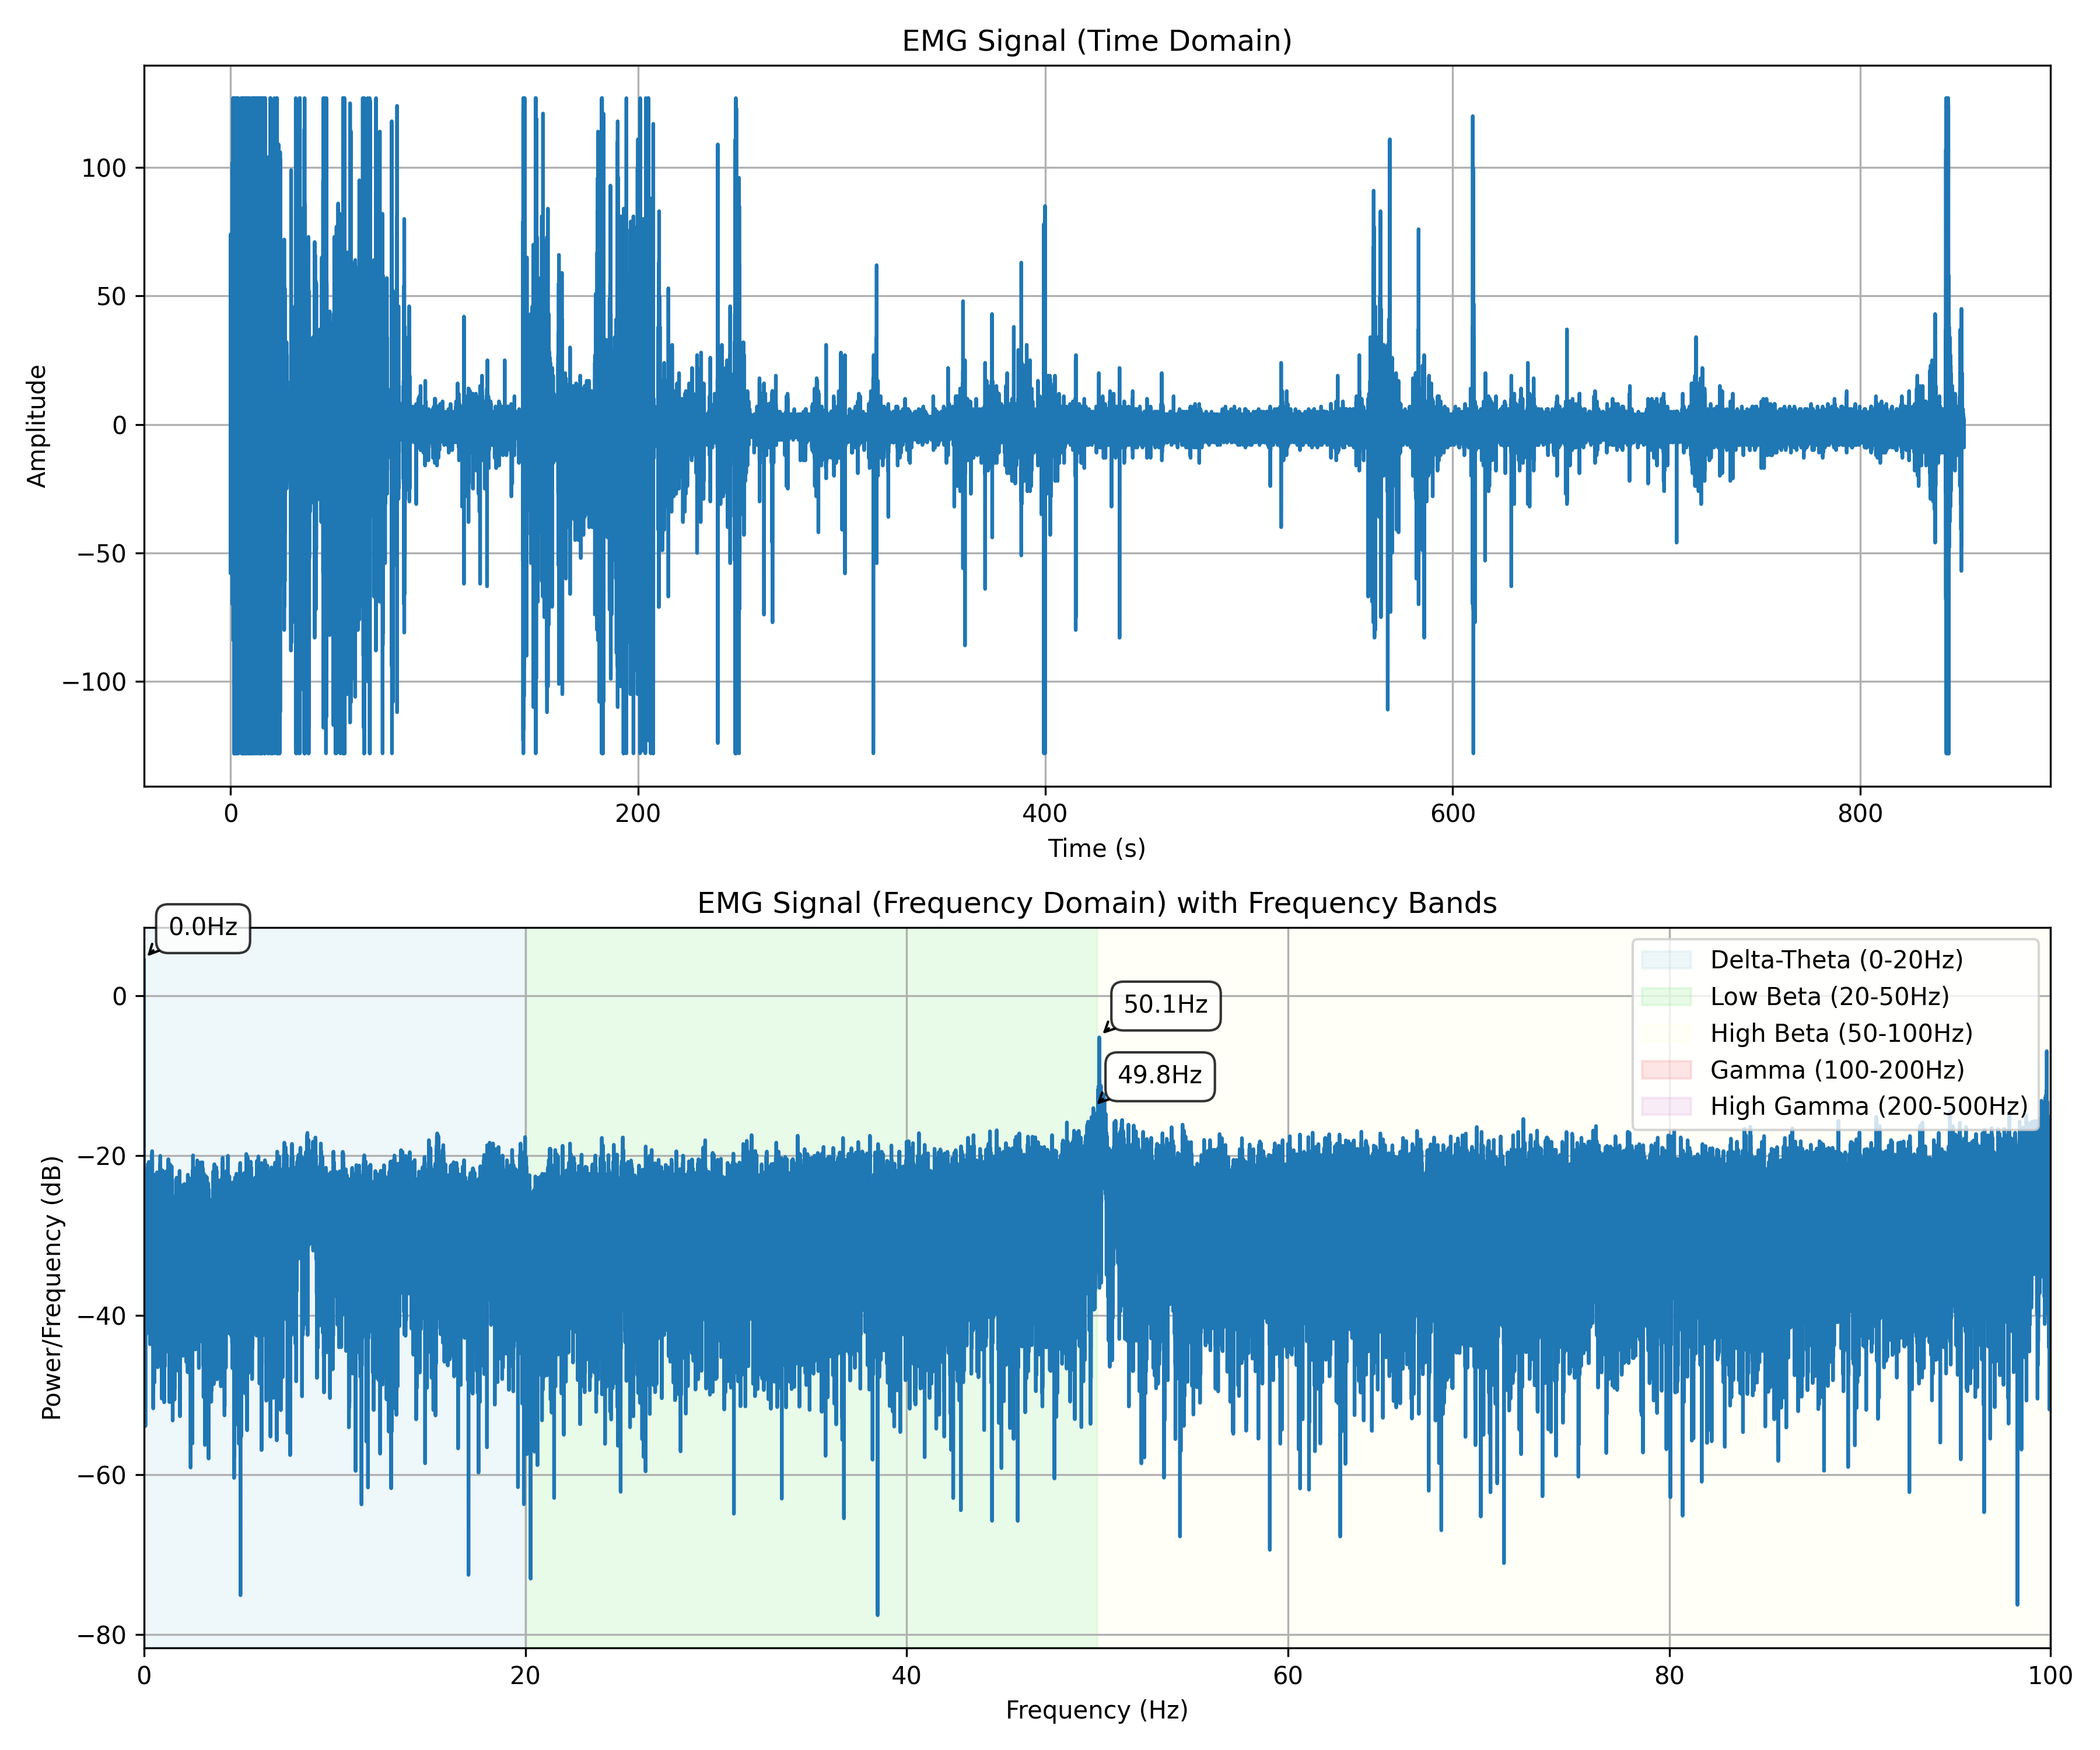 EMG Signal (Time Domain)
100
50
0
−50
−100
Amplitude
0 200 400 600 800
Time (s)
EMG Signal (Frequency Domain) with Frequency Bands
0.0Hz
50.1Hz
49.8Hz
Delta-Theta (0-20Hz)
Low Beta (20-50Hz)
High Beta (50-100Hz)
Gamma (100-200Hz)
High Gamma (200-500Hz)
0
−20
−40
−60
−80
Power/Frequency (dB)
0 20 40 60 80 100
Frequency (Hz)